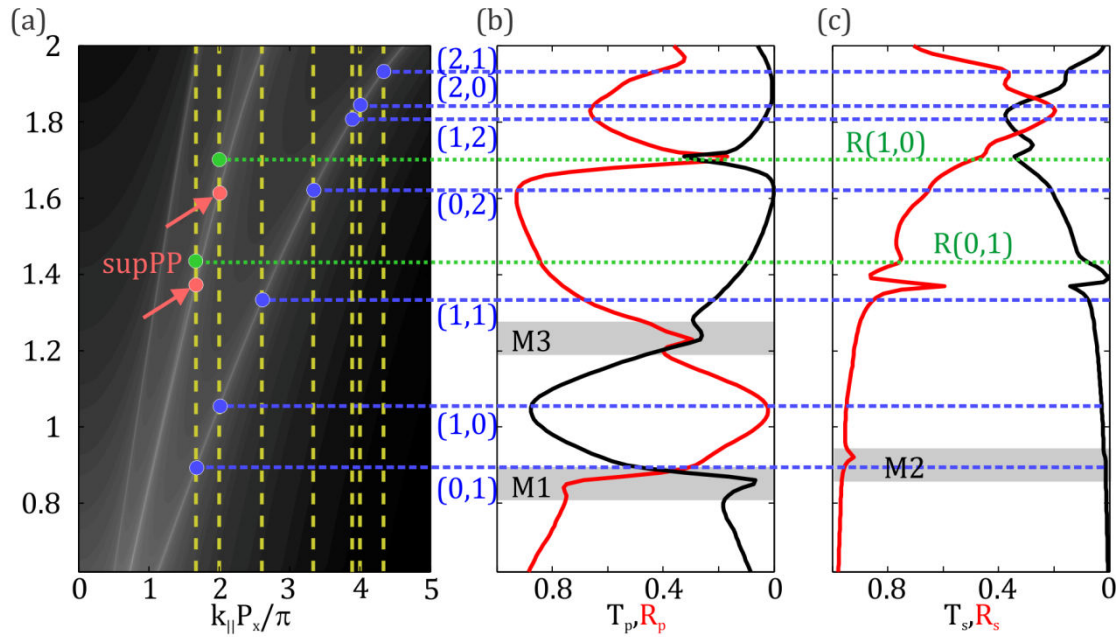 (a)
(b)
(c)
2
1.8
1.6
1.4
1.2
1
0.8
supPP
(2,1)
(2,0)
(1,2)
(0,2)
(1,1)
(1,0)
(0,1)
R(1,0)
R(0,1)
M3
M1
M2
0 1 2 3 4 5
0.8 0.4 0
0.8 0.4 0
k||Pₓ/π
Tₚ,Rₚ
Tₛ,Rₛ